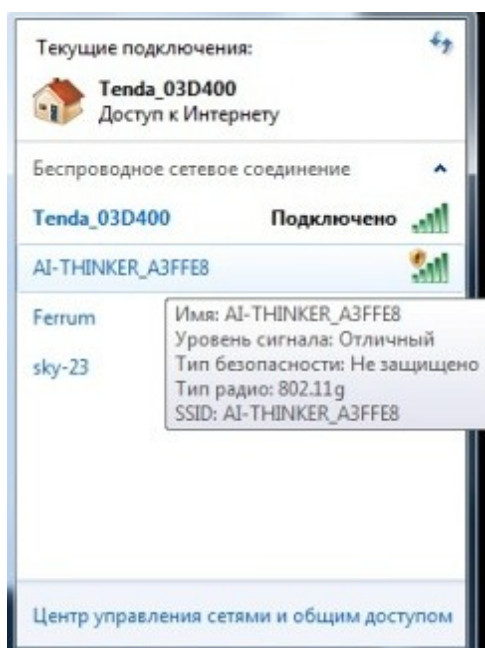 Текущие подключения:
Tenda_03D400
Доступ к Интернету
Беспроводное сетевое соединение
Tenda_03D400 Подключено
AI-THINKER_A3FFE8
Ferrum
sky-23
Имя: AI-THINKER_A3FFE8
Уровень сигнала: Отличный
Тип безопасности: Не защищено
Тип радио: 802.11g
SSID: AI-THINKER_A3FFE8
Центр управления сетями и общим доступом